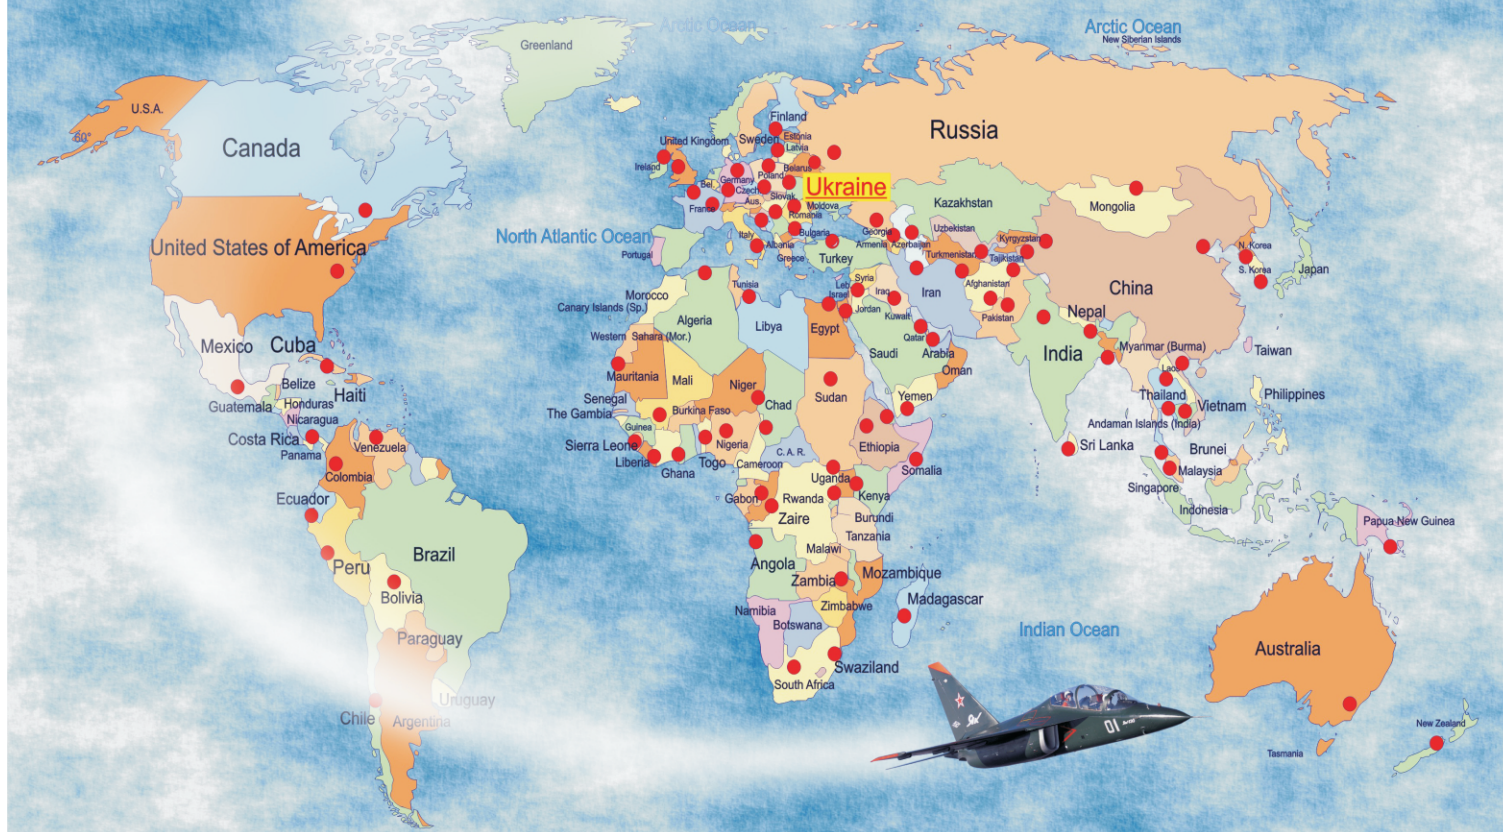 Arctic Ocean
Arctic Ocean
New Siberian Islands
Greenland
U.S.A.
60°
Canada
Finland
Russia
United Kingdom
Sweden
Estonia
Latvia
Ireland
Belarus
Germany
Poland
Bel.
Czech.
Ukraine
Slovak.
Aus.
France
Moldova
Romania
Kazakhstan
Mongolia
United States of America
North Atlantic Ocean
Italy
Bulgaria
Georgia
Uzbekistan
Kyrgyzstan
N. Korea
Portugal
Albania
Greece
Turkey
Armenia
Azerbaijan
Turkmenistan
Tajikistan
S. Korea
Japan
Tunisia
Syria
Leb
Israel
Iraq
Iran
Afghanistan
China
Morocco
Canary Islands (Sp.)
Jordan
Kuwait
Pakistan
Nepal
Algeria
Libya
Egypt
Western Sahara (Mor.)
Mexico
Cuba
Qatar
Saudi
Arabia
India
Myanmar (Burma)
Taiwan
Mauritania
Mali
Niger
Oman
Laos
Belize
Haiti
Guatemala
Honduras
Senegal
The Gambia
Burkina Faso
Chad
Sudan
Yemen
Thailand
Vietnam
Philippines
Nicaragua
Costa Rica
Panama
Venezuela
Guinea
Sierra Leone
Liberia
Ghana
Togo
Nigeria
Cameroon
C. A. R.
Ethiopia
Somalia
Andaman Islands (India)
Sri Lanka
Brunei
Malaysia
Singapore
Indonesia
Colombia
Ecuador
Gabon
Uganda
Rwanda
Kenya
Zaire
Burundi
Tanzania
Papua New Guinea
Brazil
Peru
Malawi
Angola
Zambia
Mozambique
Bolivia
Namibia
Zimbabwe
Madagascar
Botswana
Indian Ocean
Paraguay
Australia
Swaziland
South Africa
Uruguay
Chile
Argentina
01
New Zealand
Tasmania